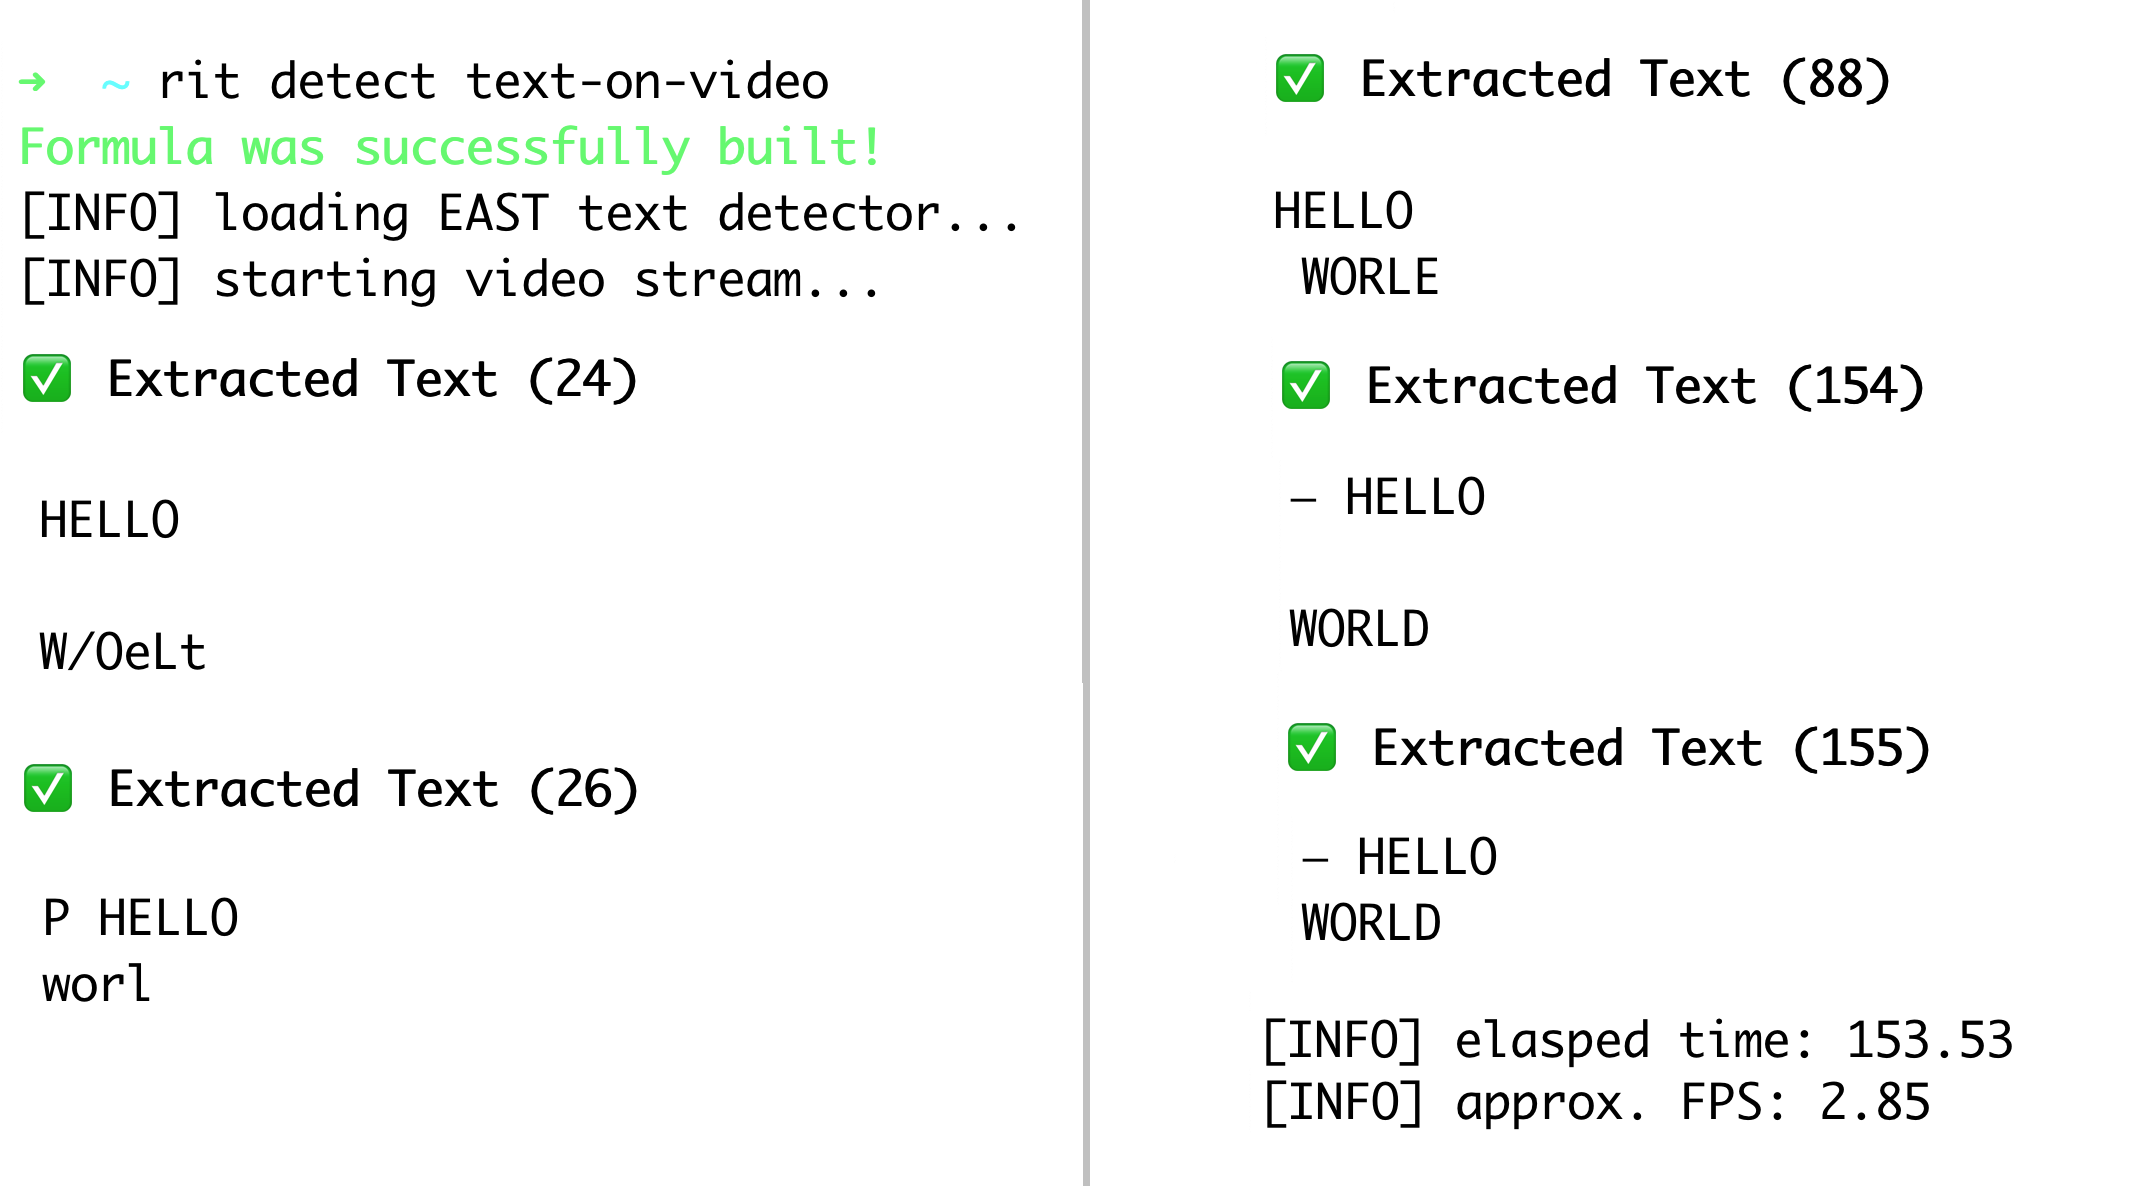 ➜  ~ rit detect text-on-video
Formula was successfully built!
[INFO] loading EAST text detector...
[INFO] starting video stream...
✅ Extracted Text (24)
HELLO
W/OeLt
✅ Extracted Text (26)
P HELLO
worl
✅ Extracted Text (88)
HELLO
WORLE
✅ Extracted Text (154)
— HELLO
WORLD
✅ Extracted Text (155)
— HELLO
WORLD
[INFO] elasped time: 153.53
[INFO] approx. FPS: 2.85